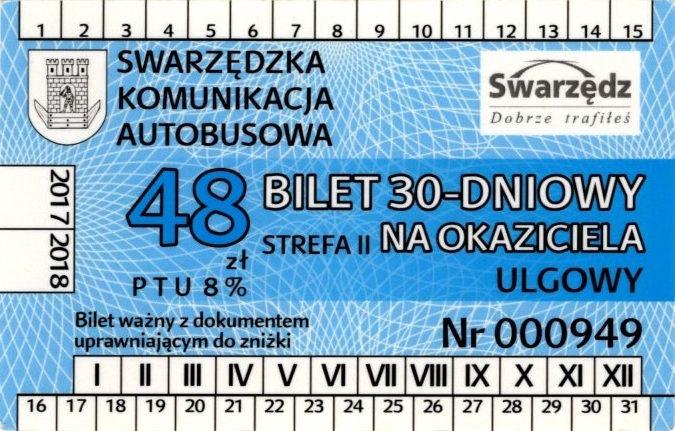 1 2 3 4 5 6 7 8 9 10 11 12 13 14 15
SWARZĘDZKA
KOMUNIKACJA
AUTOBUSOWA
Swarzędz
Dobrze trafiłeś
2017 2018
48
zł
PTU 8%
BILET 30-DNIOWY
STREFA II NA OKAZICIELA
ULGOWY
Bilet ważny z dokumentem
uprawniającym do zniżki
Nr 000949
I II III IV V VI VII VIII IX X XI XII
16 17 18 19 20 21 22 23 24 25 26 27 28 29 30 31